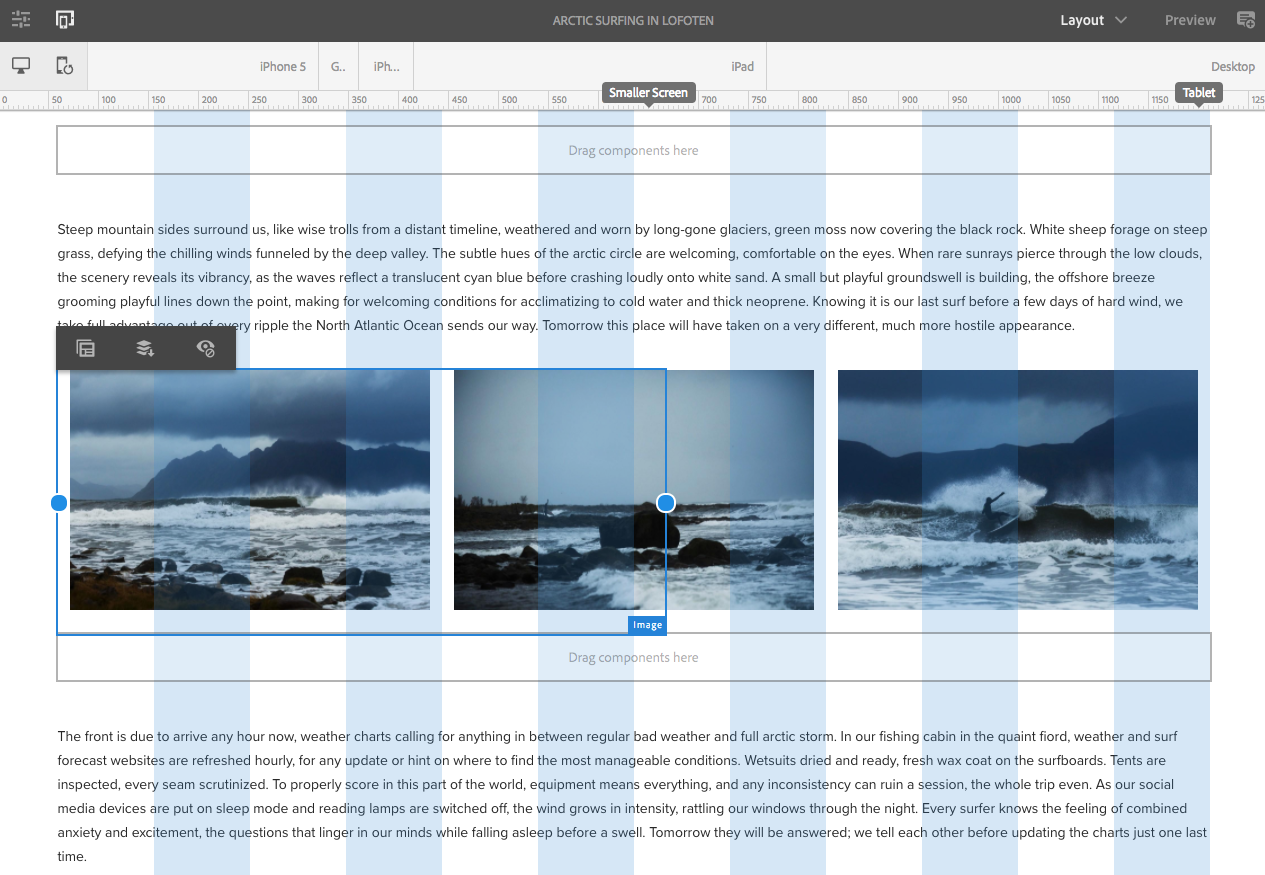 ARCTIC SURFING IN LOFOTEN
Layout
Preview
iPhone 5
G..
iPh...
iPad
Desktop
Smaller Screen
Tablet
0 50 100 150 200 250 300 350 400 450 500 550 700 750 800 850 900 950 1000 1050 1100 1150 125
Drag components here
Steep mountain sides surround us, like wise trolls from a distant timeline, weathered and worn by long-gone glaciers, green moss now covering the black rock. White sheep forage on steep
grass, defying the chilling winds funneled by the deep valley. The subtle hues of the arctic circle are welcoming, comfortable on the eyes. When rare sunrays pierce through the low clouds,
the scenery reveals its vibrancy, as the waves reflect a translucent cyan blue before crashing loudly onto white sand. A small but playful groundswell is building, the offshore breeze
grooming playful lines down the point, making for welcoming conditions for acclimatizing to cold water and thick neoprene. Knowing it is our last surf before a few days of hard wind, we
take full advantage out of every ripple the North Atlantic Ocean sends our way. Tomorrow this place will have taken on a very different, much more hostile appearance.
Image
Drag components here
The front is due to arrive any hour now, weather charts calling for anything in between regular bad weather and full arctic storm. In our fishing cabin in the quaint fiord, weather and surf
forecast websites are refreshed hourly, for any update or hint on where to find the most manageable conditions. Wetsuits dried and ready, fresh wax coat on the surfboards. Tents are
inspected, every seam scrutinized. To properly score in this part of the world, equipment means everything, and any inconsistency can ruin a session, the whole trip even. As our social
media devices are put on sleep mode and reading lamps are switched off, the wind grows in intensity, rattling our windows through the night. Every surfer knows the feeling of combined
anxiety and excitement, the questions that linger in our minds while falling asleep before a swell. Tomorrow they will be answered; we tell each other before updating the charts just one last
time.